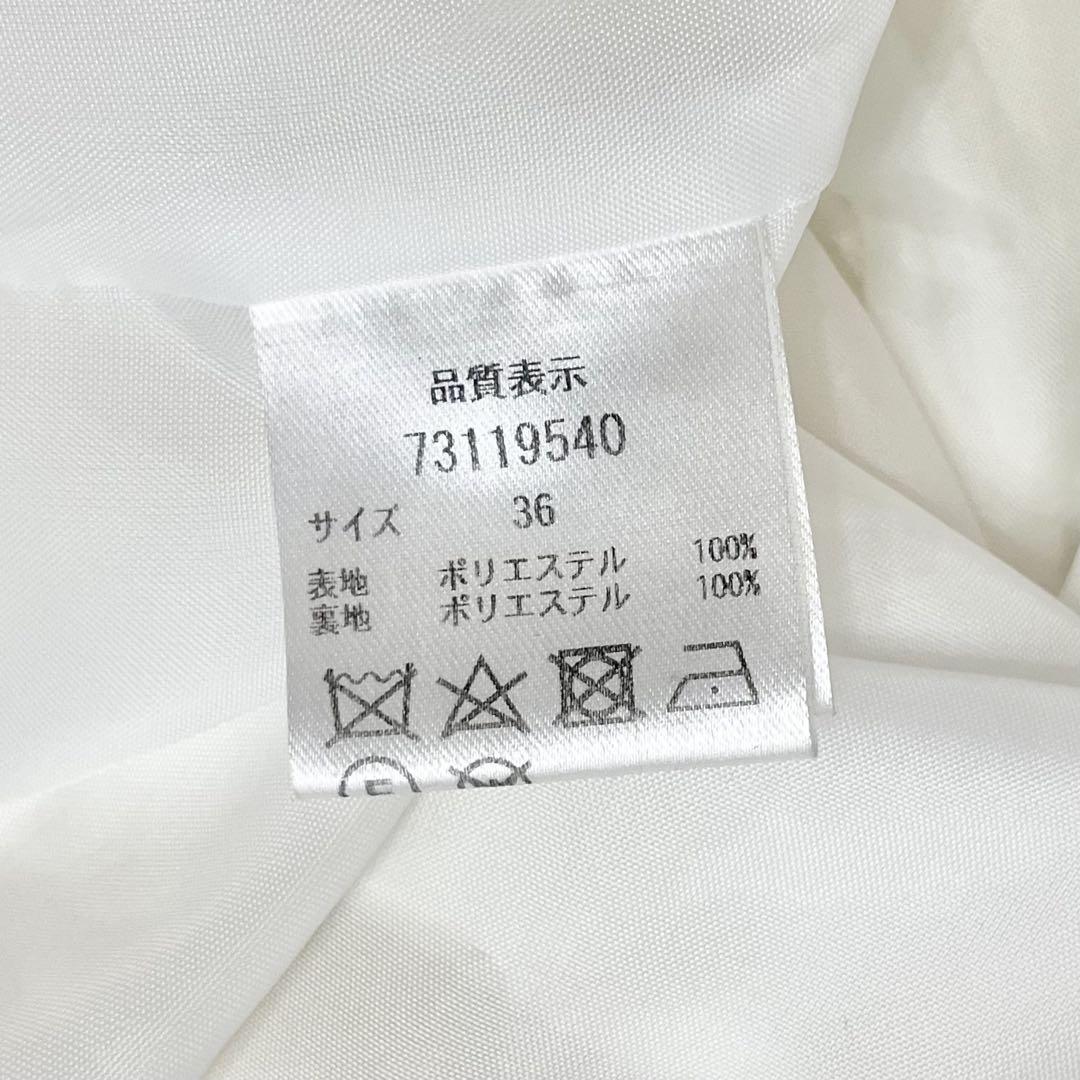 品質表示
73119540
サイズ 36
表地 ポリエステル 100%
裏地 ポリエステル 100%